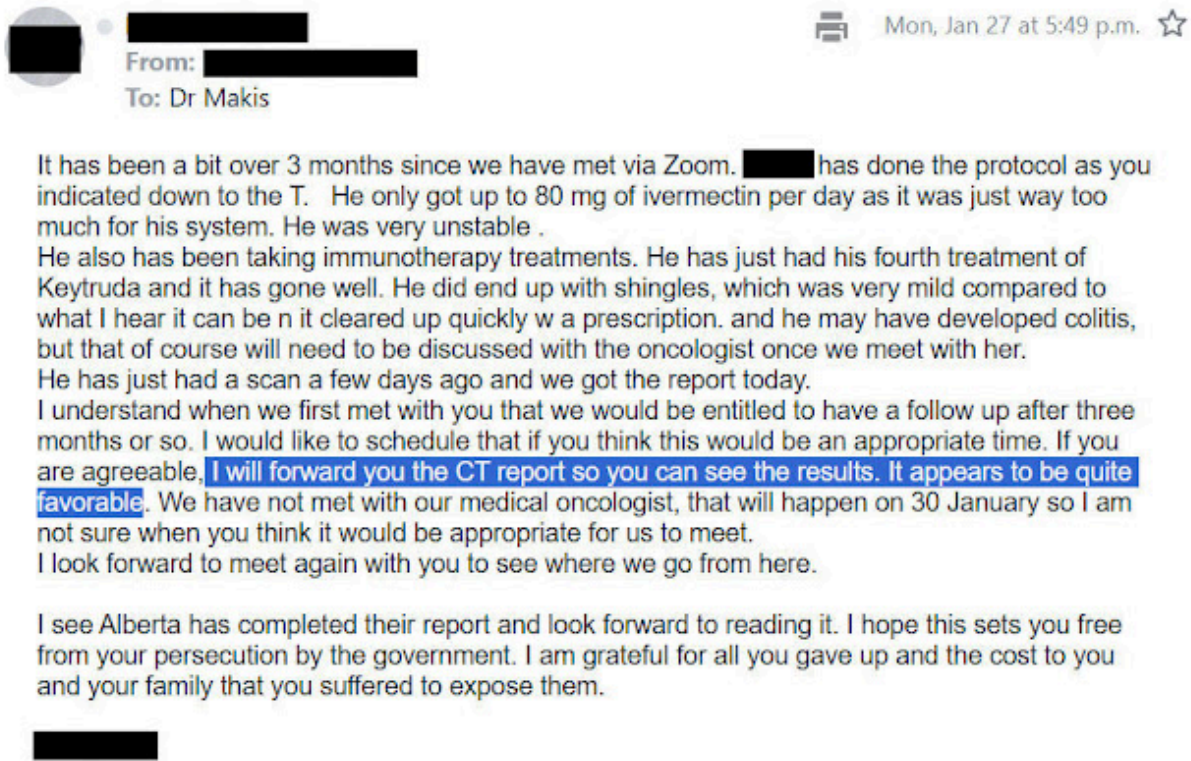 Mon, Jan 27 at 5:49 p.m.
From:
To: Dr Makis
It has been a bit over 3 months since we have met via Zoom. has done the protocol as you
indicated down to the T. He only got up to 80 mg of ivermectin per day as it was just way too
much for his system. He was very unstable .
He also has been taking immunotherapy treatments. He has just had his fourth treatment of
Keytruda and it has gone well. He did end up with shingles, which was very mild compared to
what I hear it can be n it cleared up quickly w a prescription. and he may have developed colitis,
but that of course will need to be discussed with the oncologist once we meet with her.
He has just had a scan a few days ago and we got the report today.
I understand when we first met with you that we would be entitled to have a follow up after three
months or so. I would like to schedule that if you think this would be an appropriate time. If you
are agreeable, I will forward you the CT report so you can see the results. It appears to be quite
favorable. We have not met with our medical oncologist, that will happen on 30 January so I am
not sure when you think it would be appropriate for us to meet.
I look forward to meet again with you to see where we go from here.
I see Alberta has completed their report and look forward to reading it. I hope this sets you free
from your persecution by the government. I am grateful for all you gave up and the cost to you
and your family that you suffered to expose them.